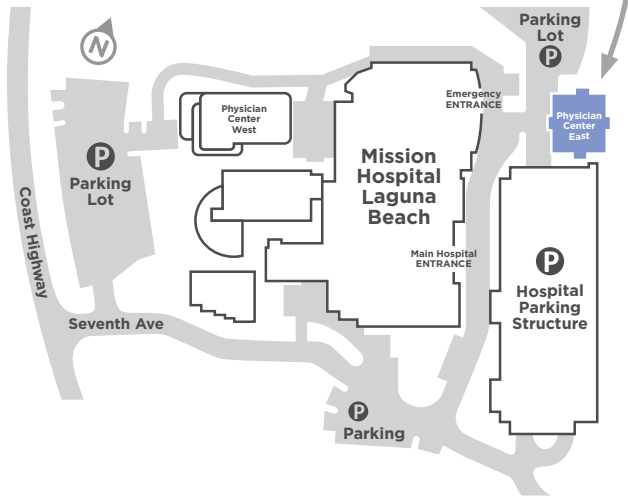 Parking
Lot
P
N
Emergency
ENTRANCE
Physician
Center
West
Physician
Center
East
P
Parking
Lot
Mission
Hospital
Laguna
Beach
Coast Highway
Main Hospital
ENTRANCE
P
Hospital
Parking
Structure
Seventh Ave
P
Parking